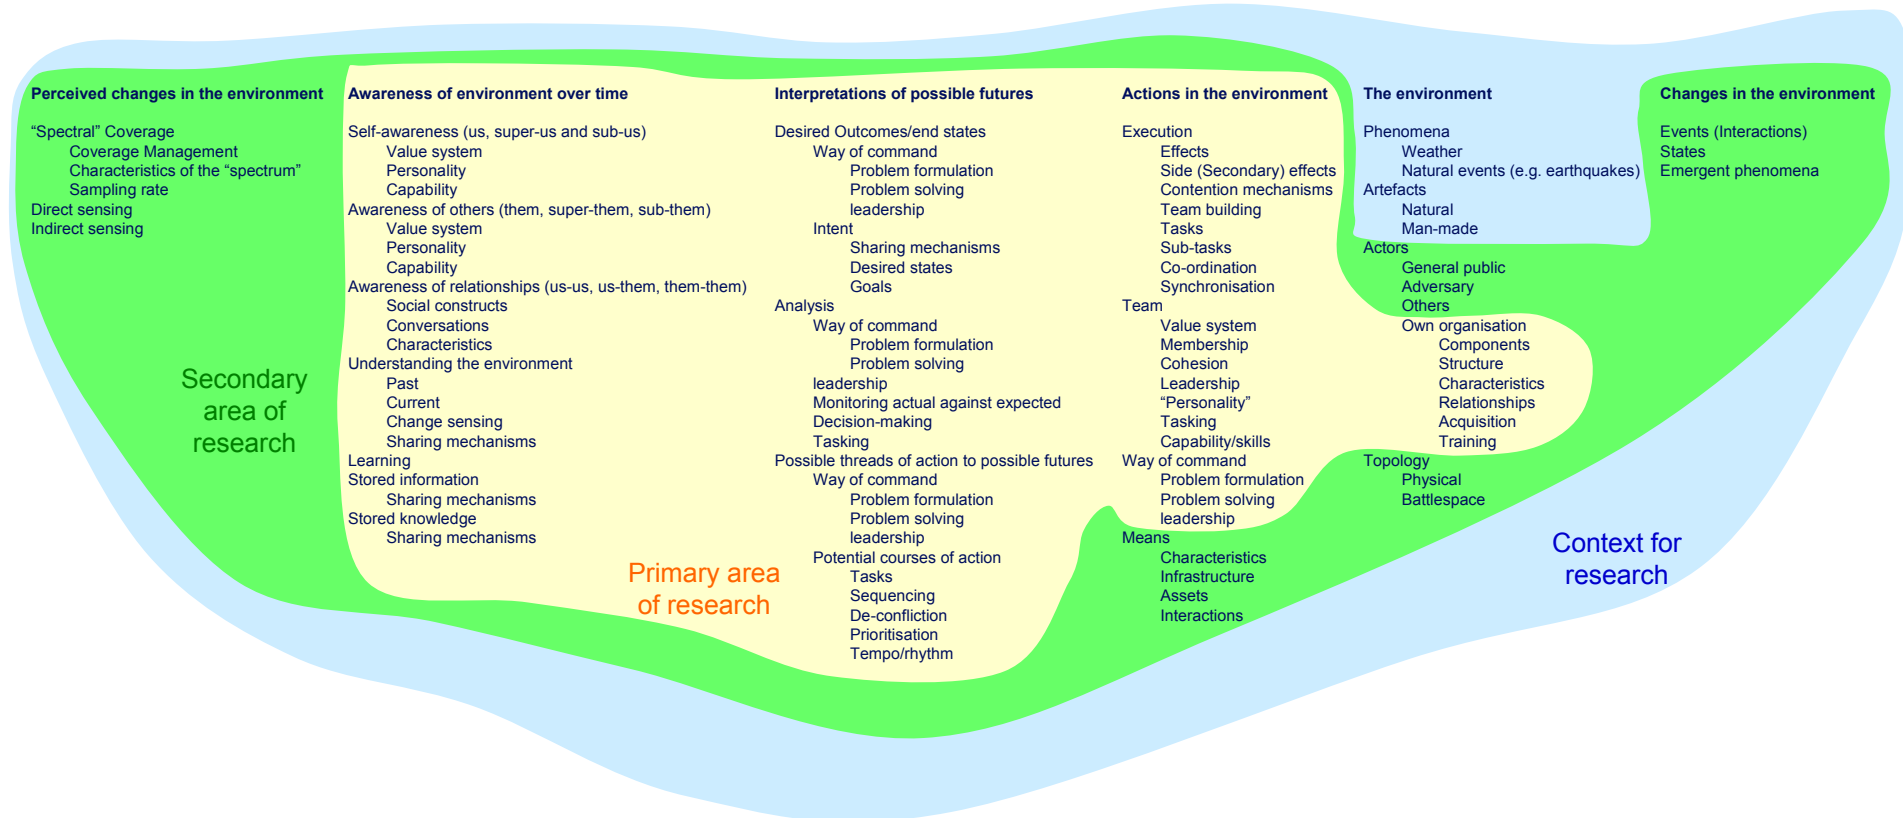 Perceived changes in the environment
“Spectral” Coverage
Coverage Management
Characteristics of the “spectrum”
Sampling rate
Direct sensing
Indirect sensing
Secondary
area of
research
Awareness of environment over time
Self-awareness (us, super-us and sub-us)
Value system
Personality
Capability
Awareness of others (them, super-them, sub-them)
Value system
Personality
Capability
Awareness of relationships (us-us, us-them, them-them)
Social constructs
Conversations
Characteristics
Understanding the environment
Past
Current
Change sensing
Sharing mechanisms
Learning
Stored information
Sharing mechanisms
Stored knowledge
Sharing mechanisms
Primary area
of research
Interpretations of possible futures
Desired Outcomes/end states
Way of command
Problem formulation
Problem solving
leadership
Intent
Sharing mechanisms
Desired states
Goals
Analysis
Way of command
Problem formulation
Problem solving
leadership
Monitoring actual against expected
Decision-making
Tasking
Possible threads of action to possible futures
Way of command
Problem formulation
Problem solving
leadership
Potential courses of action
Tasks
Sequencing
De-confliction
Prioritisation
Tempo/rhythm
Actions in the environment
Execution
Effects
Side (Secondary) effects
Contention mechanisms
Team building
Tasks
Sub-tasks
Co-ordination
Synchronisation
Team
Value system
Membership
Cohesion
Leadership
“Personality”
Tasking
Capability/skills
Way of command
Problem formulation
Problem solving
leadership
Means
Characteristics
Infrastructure
Assets
Interactions
The environment
Phenomena
Weather
Natural events (e.g. earthquakes)
Artefacts
Natural
Man-made
Actors
General public
Adversary
Others
Own organisation
Components
Structure
Characteristics
Relationships
Acquisition
Training
Topology
Physical
Battlespace
Changes in the environment
Events (Interactions)
States
Emergent phenomena
Context for
research